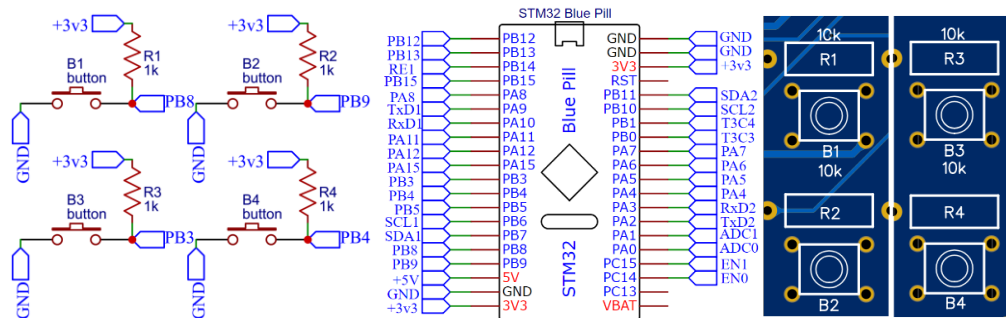 +3v3
R1
1k
B1
button
PB8
GND
+3v3
R2
1k
B2
button
PB9
GND
+3v3
R3
1k
B3
button
PB3
GND
+3v3
R4
1k
B4
button
PB4
GND
STM32 Blue Pill
PB12 PB12 GND GND
PB13 PB13 GND GND
RE1 PB14 3V3 +3v3
PB15 PB15 RST
PA8 PA8 PB11 SDA2
TxD1 PA9 PB10 SCL2
RxD1 PA10 PB1 T3C4
PA11 PA11 PB0 T3C3
PA12 PA12 PA7 PA7
PA15 PA15 PA6 PA6
PB3 PB3 PA5 PA5
PB4 PB4 PA4 PA4
PB5 PB5 PA3 RxD2
SCL1 PB6 PA2 TxD2
SDA1 PB7 PA1 ADC1
PB8 PB8 PA0 ADC0
PB9 PB9 PC15 EN1
+5V 5V PC14 EN0
GND GND PC13
+3v3 3V3 VBAT
Blue Pill
STM32
10k
R1
B1
10k
R2
B2
10k
R3
B3
10k
R4
B4